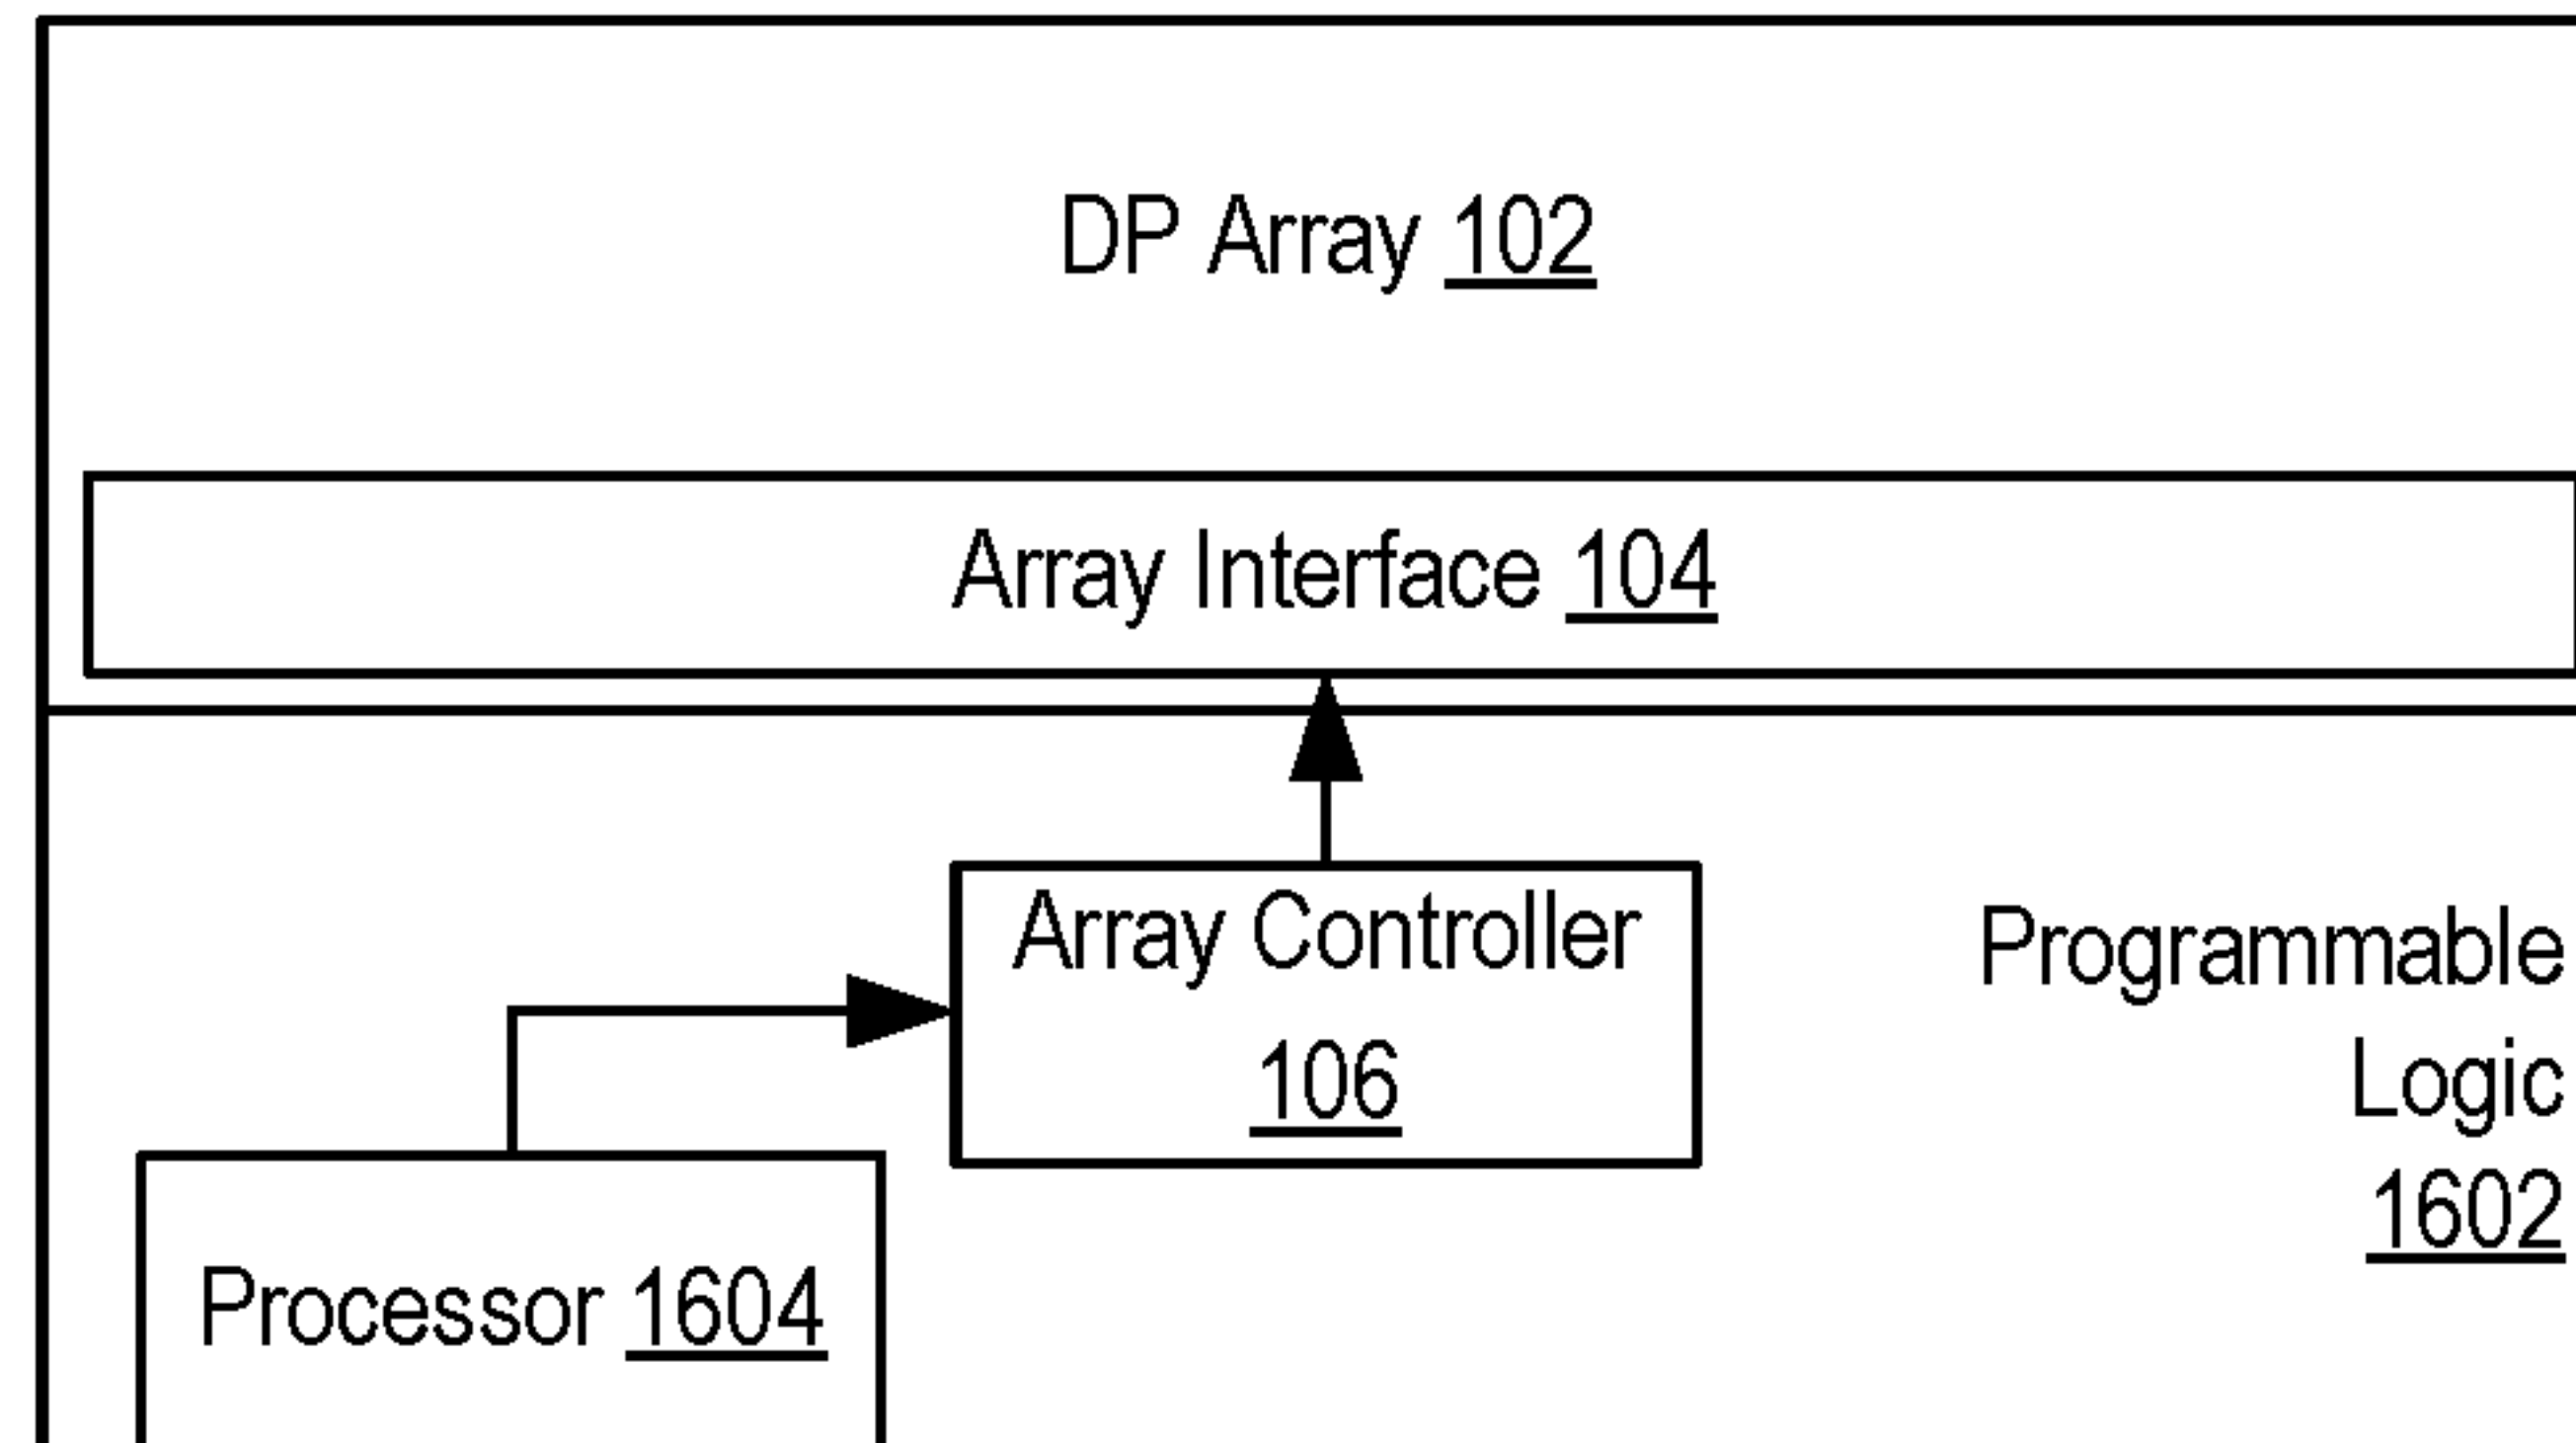 DP Array 102
Array Interface 104
Array Controller
106
Programmable
Logic
1602
Processor 1604